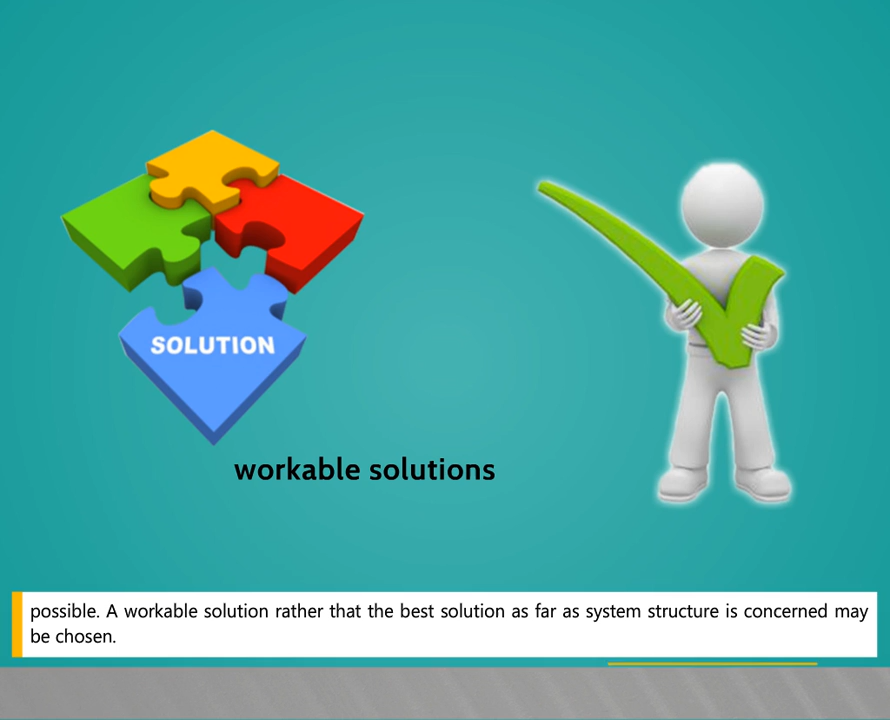 SOLUTION
workable solutions
possible. A workable solution rather that the best solution as far as system structure is concerned may
be chosen.